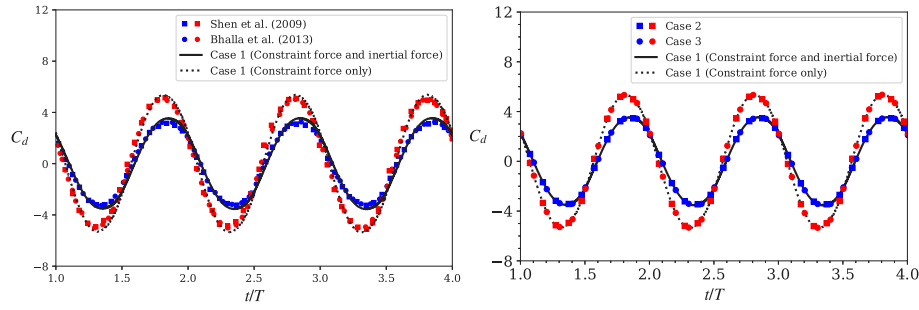 12
8
4
0
−4
−8
C_d
Shen et al. (2009)
Bhalla et al. (2013)
Case 1 (Constraint force and inertial force)
Case 1 (Constraint force only)
1.0 1.5 2.0 2.5 3.0 3.5 4.0
t/T
12
8
4
0
−4
−8
C_d
Case 2
Case 3
Case 1 (Constraint force and inertial force)
Case 1 (Constraint force only)
1.0 1.5 2.0 2.5 3.0 3.5 4.0
t/T